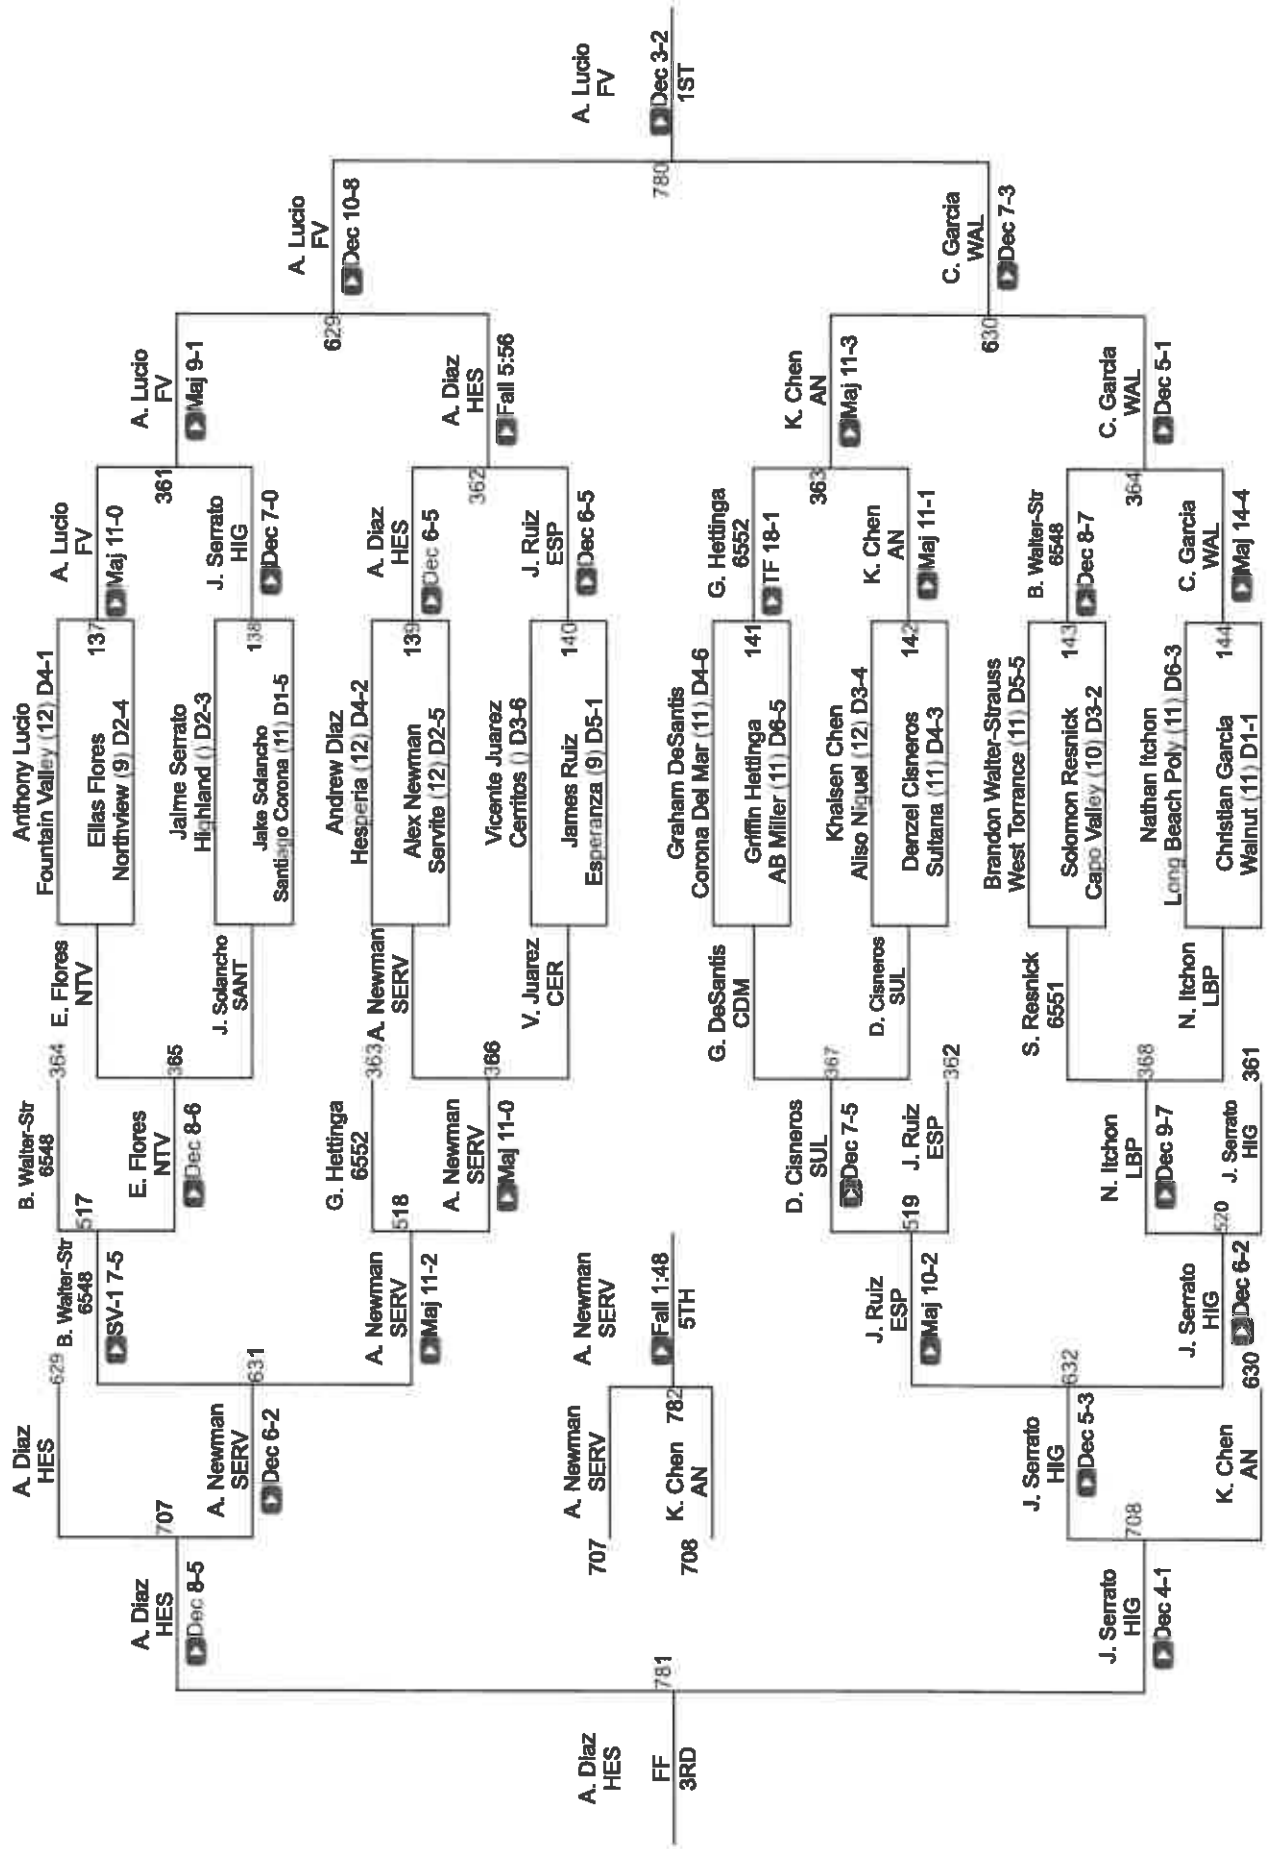 Anthony Lucio
Fountain Valley (12) D4-1
Elias Flores
Northview (9) D2-4
137
Jaime Serrato
Highland () D2-3
Jake Solancho
Santiago Corona (11) D1-5
138
Andrew Diaz
Hesperia (12) D4-2
Alex Newman
Servite (12) D2-5
139
Vicente Juarez
Cerritos () D3-6
James Ruiz
Esperanza (9) D5-1
140
Graham DeSantis
Corona Del Mar (11) D4-6
Griffin Hettinga
AB Miller (11) D6-5
141
Khaisen Chen
Aliso Niguel (12) D3-4
Denzel Cisneros
Sultana (11) D4-3
142
Brandon Walter-Strauss
West Torrance (11) D5-5
Solomon Resnick
Capo Valley (10) D3-2
143
Nathan Itchon
Long Beach Poly (11) D6-3
Christian Garcia
Walnut (11) D1-1
144
A. Lucio
FV
Maj 11-0
J. Serrato
HIG
Dec 7-0
361
A. Diaz
HES
Dec 6-5
J. Ruiz
ESP
Dec 6-5
362
G. Hettinga
6552
TF 18-1
K. Chen
AN
Maj 11-1
363
B. Walter-Str
6548
Dec 8-7
C. Garcia
WAL
Maj 14-4
364
A. Lucio
FV
Maj 9-1
A. Diaz
HES
Fall 5:56
629
K. Chen
AN
Maj 11-3
C. Garcia
WAL
Dec 5-1
630
A. Lucio
FV
Dec 10-8
C. Garcia
WAL
Dec 7-3
780
A. Lucio
FV
Dec 3-2
1ST
E. Flores
NTV
J. Solancho
SANT
365
A. Newman
SERV
V. Juarez
CER
366
G. DeSantis
CDM
D. Cisneros
SUL
367
S. Resnick
6551
N. Itchon
LBP
368
364
B. Walter-Str
6548
E. Flores
NTV
Dec 8-6
517
363
G. Hettinga
6552
A. Newman
SERV
Maj 11-0
518
D. Cisneros
SUL
Dec 7-5
J. Ruiz
ESP
362
519
N. Itchon
LBP
Dec 9-7
J. Serrato
HIG
361
520
B. Walter-Str
6548
SV-1 7-5
A. Newman
SERV
Maj 11-2
631
J. Ruiz
ESP
Maj 10-2
J. Serrato
HIG
Dec 6-2
632
629
A. Diaz
HES
A. Newman
SERV
Dec 6-2
707
J. Serrato
HIG
Dec 5-3
K. Chen
AN
630
708
A. Diaz
HES
Dec 8-5
J. Serrato
HIG
Dec 4-1
781
A. Diaz
HES
FF
3RD
707
A. Newman
SERV
708
K. Chen
AN
782
A. Newman
SERV
Fall 1:48
5TH